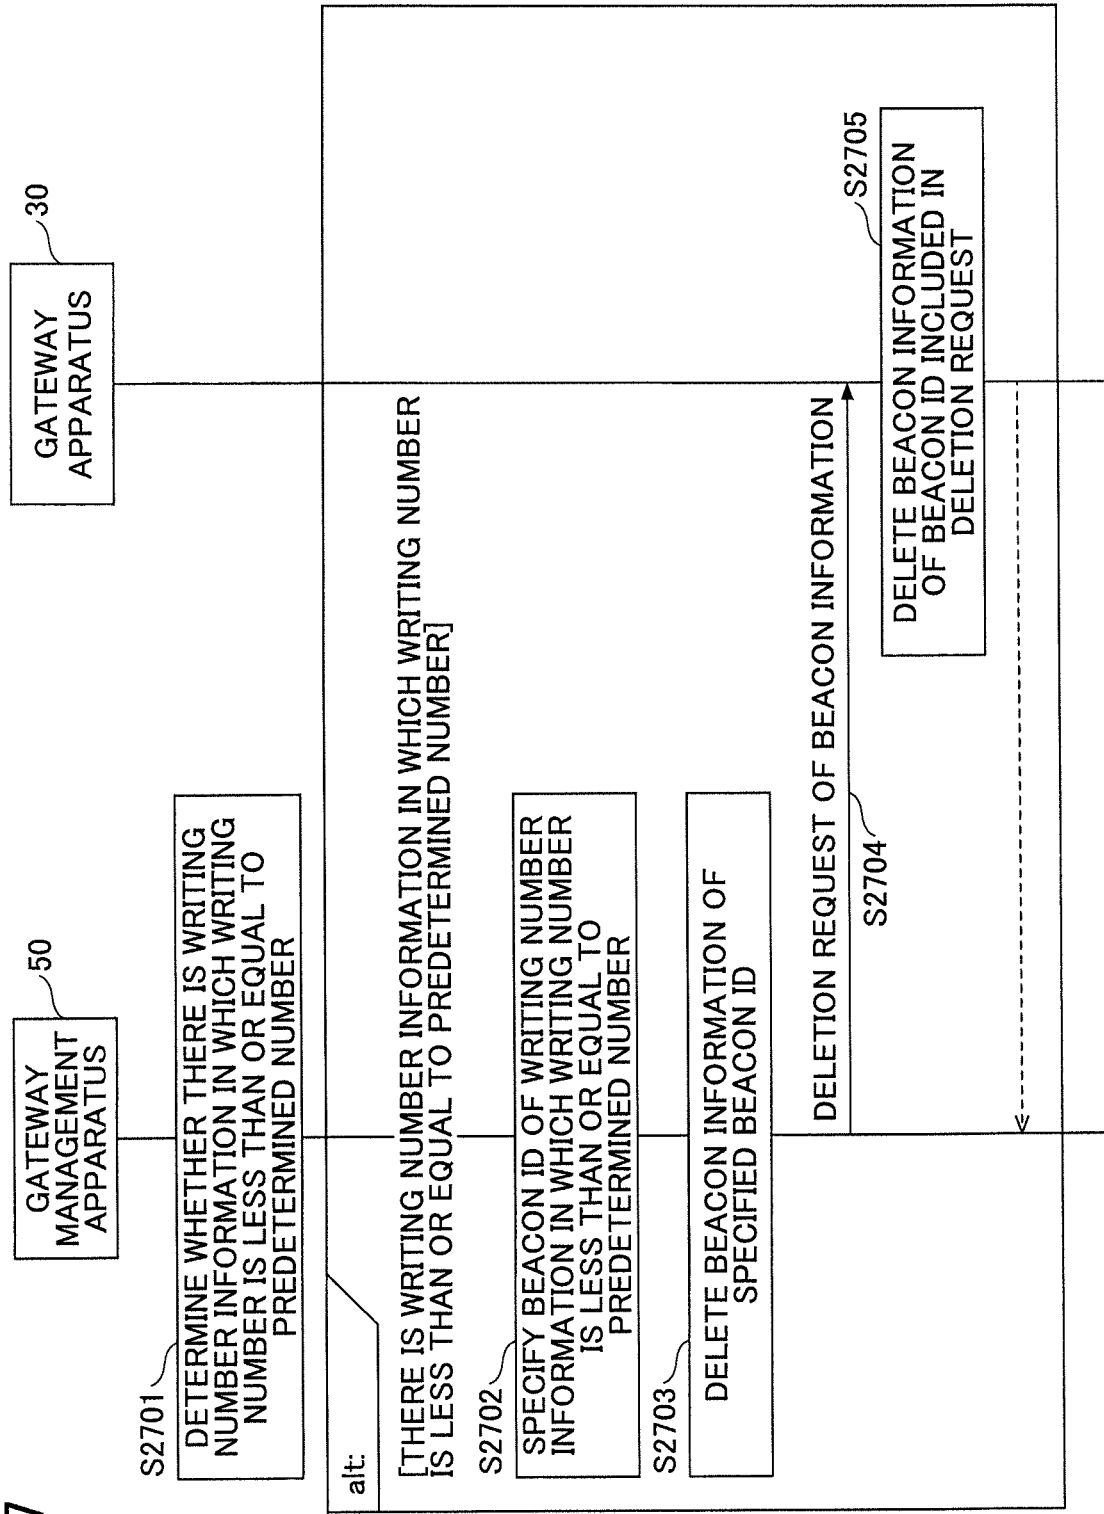 7
GATEWAY
MANAGEMENT
APPARATUS
50
GATEWAY
APPARATUS
30
S2701
DETERMINE WHETHER THERE IS WRITING
NUMBER INFORMATION IN WHICH WRITING
NUMBER IS LESS THAN OR EQUAL TO
PREDETERMINED NUMBER
alt:
[THERE IS WRITING NUMBER INFORMATION IN WHICH WRITING NUMBER
IS LESS THAN OR EQUAL TO PREDETERMINED NUMBER]
S2702
SPECIFY BEACON ID OF WRITING NUMBER
INFORMATION IN WHICH WRITING NUMBER
IS LESS THAN OR EQUAL TO
PREDETERMINED NUMBER
S2703
DELETE BEACON INFORMATION OF
SPECIFIED BEACON ID
DELETION REQUEST OF BEACON INFORMATION
S2704
S2705
DELETE BEACON INFORMATION
OF BEACON ID INCLUDED IN
DELETION REQUEST